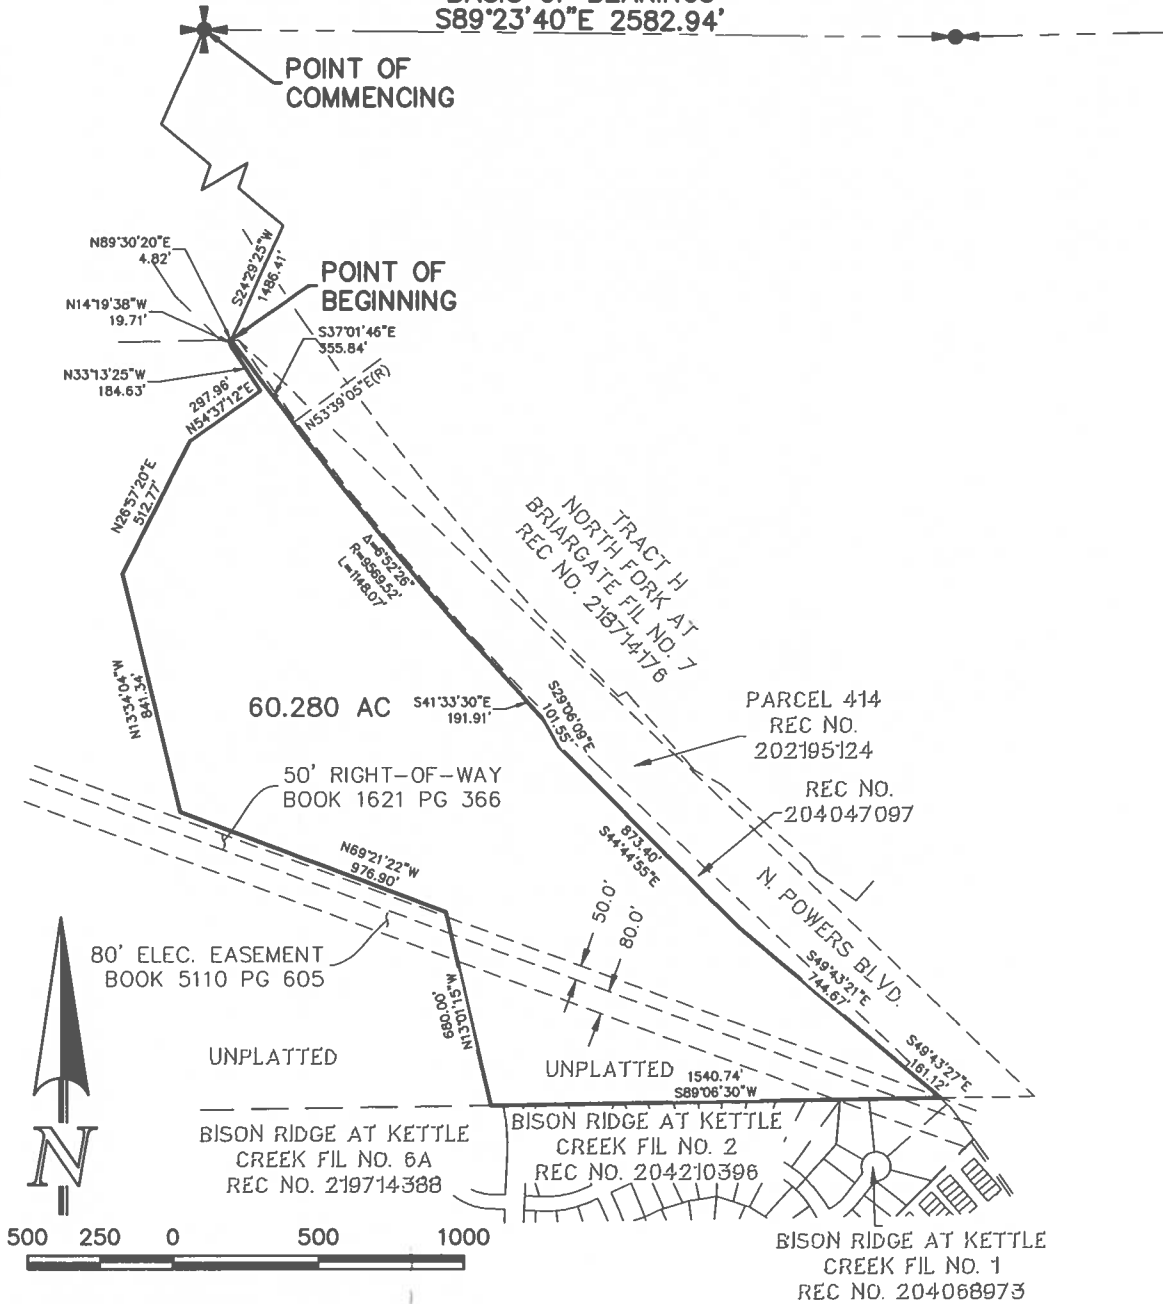 S89°23'40"E 2582.94'
POINT OF
COMMENCING
N89°30'20"E
4.82'
S24°29'25"W
1486.41'
POINT OF
BEGINNING
N14°19'38"W
19.71'
S37°01'46"E
355.84'
N33°13'25"W
184.63'
297.96'
N54°37'12"E
N53°39'05"E(R)
N26°57'20"E
512.77'
TRACT H
NORTH FORK AT
BRIARGATE FIL NO. 7
REC NO. 218714176
Δ=6°52'26"
R=9569.52'
L=1148.07'
N13°34'04"W
841.34'
60.280 AC
S41°33'30"E
191.91'
S29°06'09"E
101.55'
PARCEL 414
REC NO.
202195124
50' RIGHT-OF-WAY
BOOK 1621 PG 366
REC NO.
204047097
873.40'
S44°44'55"E
N69°21'22"W
976.90'
N. POWERS BLVD.
50.0'
80.0'
80' ELEC. EASEMENT
BOOK 5110 PG 605
S49°43'21"E
744.67'
N13°01'15"W
680.00'
S49°43'27"E
161.12'
UNPLATTED
UNPLATTED
1540.74'
S89°06'30"W
N
BISON RIDGE AT KETTLE
CREEK FIL NO. 6A
REC NO. 219714388
BISON RIDGE AT KETTLE
CREEK FIL NO. 2
REC NO. 204210396
500 250 0 500 1000
BISON RIDGE AT KETTLE
CREEK FIL NO. 1
REC NO. 204068973